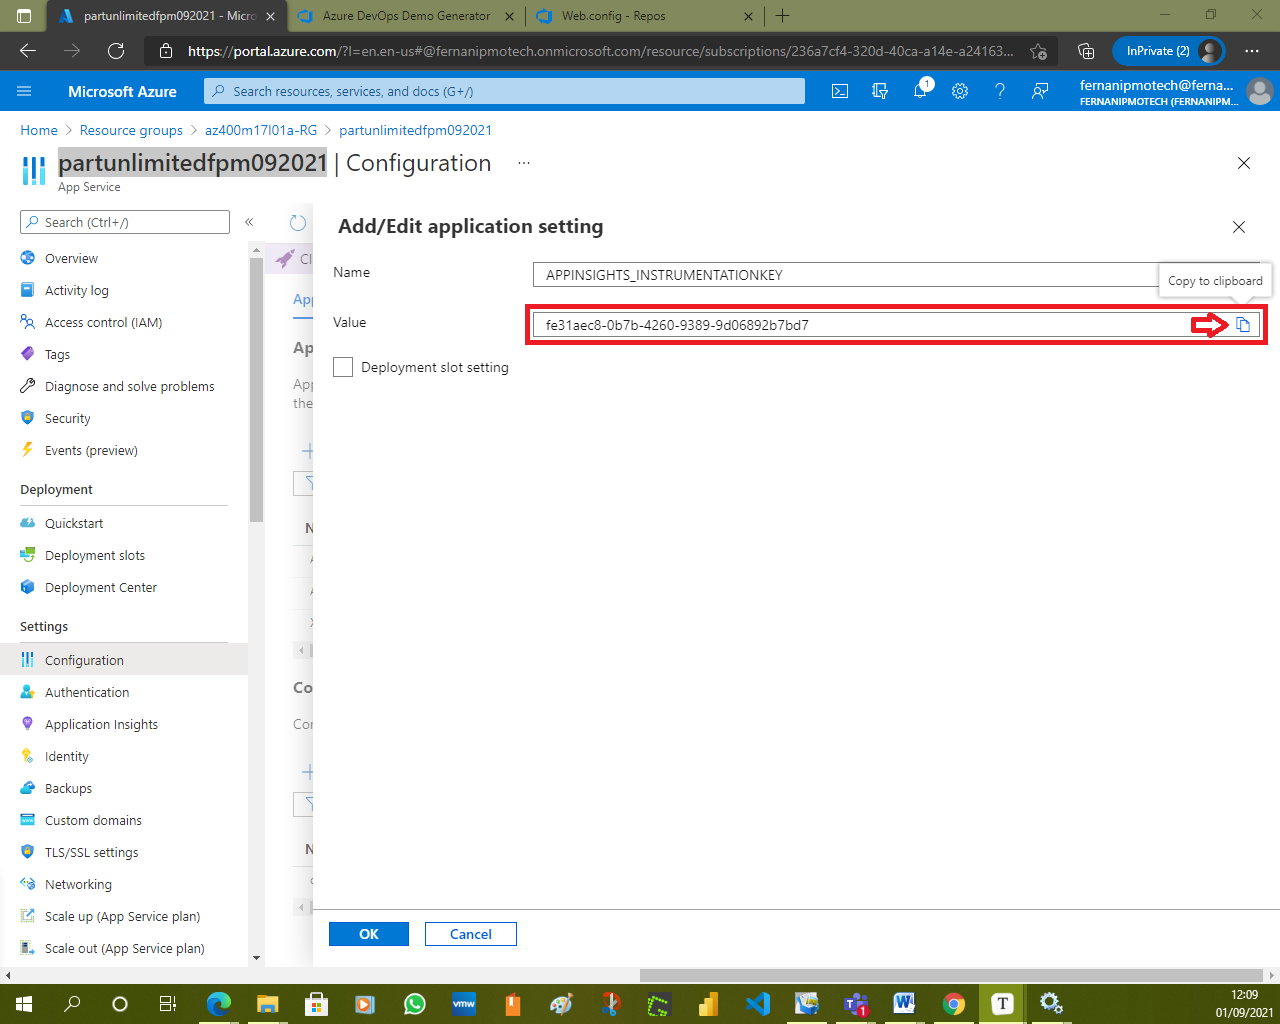 partunlimitedfpm092021 - Micro
Azure DevOps Demo Generator
Web.config - Repos
https://portal.azure.com/?l=en.en-us#@fernanipmotech.onmicrosoft.com/resource/subscriptions/236a7cf4-320d-40ca-a14e-a24163...
InPrivate (2)
Microsoft Azure
Search resources, services, and docs (G+/)
1
fernanipmotech@ferna...
FERNANIPMOTECH (FERNANIPM...
Home > Resource groups > az400m17l01a-RG > partunlimitedfpm092021
partunlimitedfpm092021 | Configuration ...
App Service
Search (Ctrl+/)
Overview
Activity log
Access control (IAM)
Tags
Diagnose and solve problems
Security
Events (preview)
Deployment
Quickstart
Deployment slots
Deployment Center
Settings
Configuration
Authentication
Application Insights
Identity
Backups
Custom domains
TLS/SSL settings
Networking
Scale up (App Service plan)
Scale out (App Service plan)
Cl
Ap
Ap
App
the
N
Co
Cor
N
Add/Edit application setting
Name
APPINSIGHTS_INSTRUMENTATIONKEY
Copy to clipboard
Value
fe31aec8-0b7b-4260-9389-9d06892b7bd7
Deployment slot setting
OK
Cancel
vmw
1
T
12:09
01/09/2021